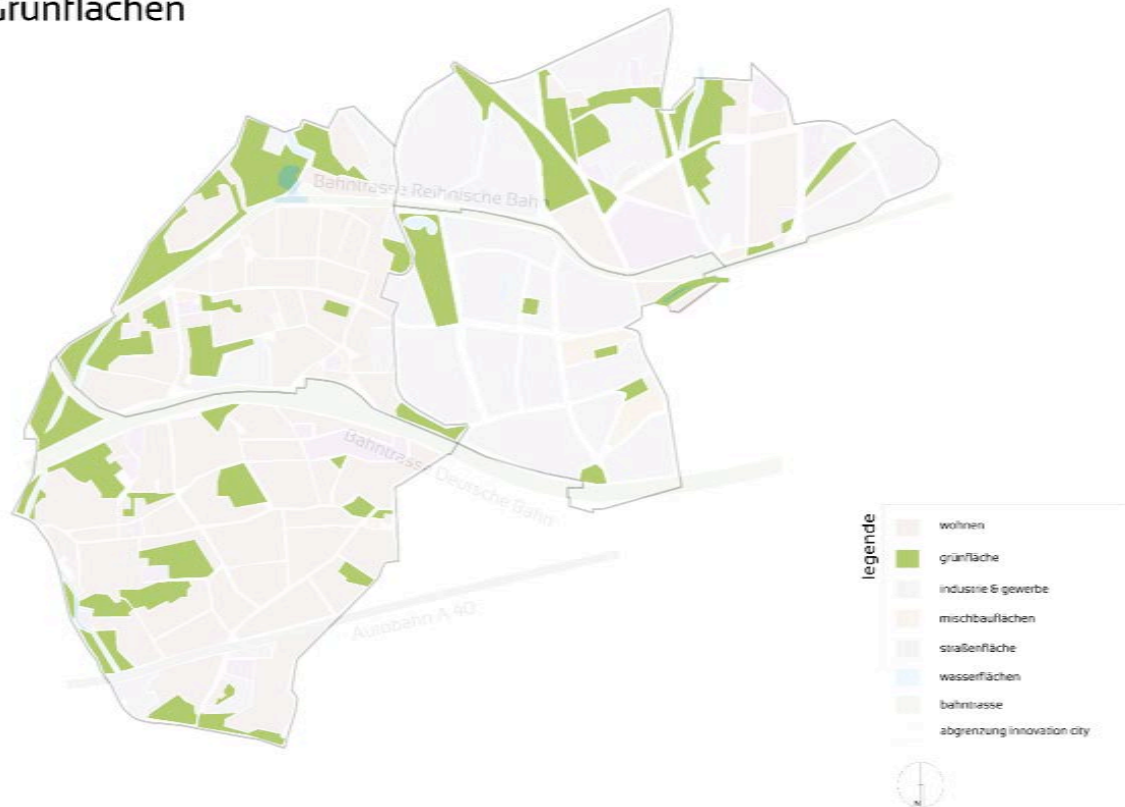 Grünflächen
Bahntrasse Reihnische Bahn
Bahntrasse Deutsche Bahn
Autobahn A 40
legende
wohnen
grünfläche
industrie & gewerbe
mischbauflächen
straßenfläche
wasserflächen
bahntrasse
abgrenzung innovation city
N